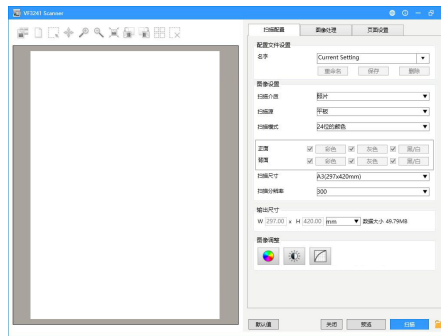 VF3241 Scanner
扫描配置 图像处理 页面设置
配置文件设置
名字 Current Setting
重命名 保存 删除
图像设置
扫描介质 照片
扫描源 平板
扫描模式 24位的颜色
正面 彩色 灰色 黑/白
背面 彩色 灰色 黑/白
扫描尺寸 A3(297x420mm)
扫描分辨率 300
输出尺寸
W 297.00 x H 420.00 mm 数据大小 49.79MB
图像调整
默认值 关闭 预览 扫描